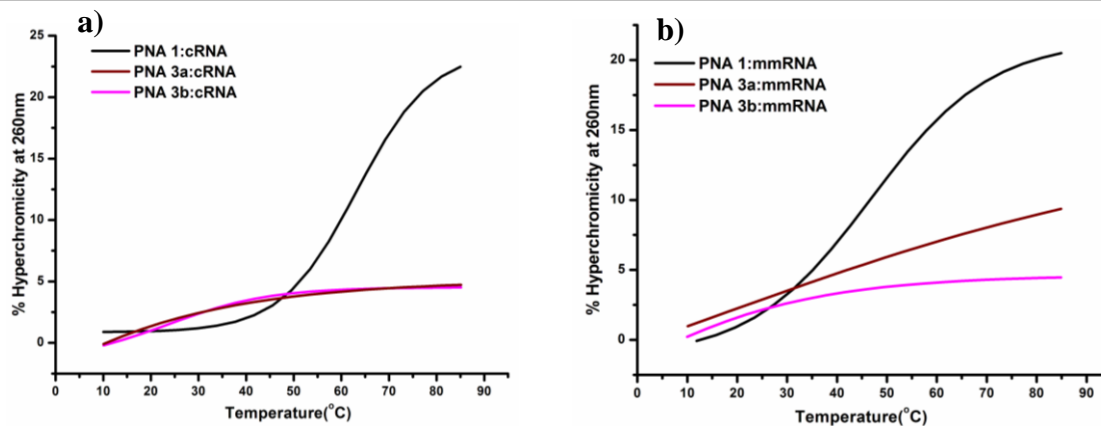 a)
PNA 1:cRNA
PNA 3a:cRNA
PNA 3b:cRNA
% Hyperchromicity at 260nm
25
20
15
10
5
0
0 10 20 30 40 50 60 70 80 90
Temperature(°C)
b)
PNA 1:mmRNA
PNA 3a:mmRNA
PNA 3b:mmRNA
% Hyperchromicity at 260nm
20
15
10
5
0
0 10 20 30 40 50 60 70 80 90
Temperature(°C)